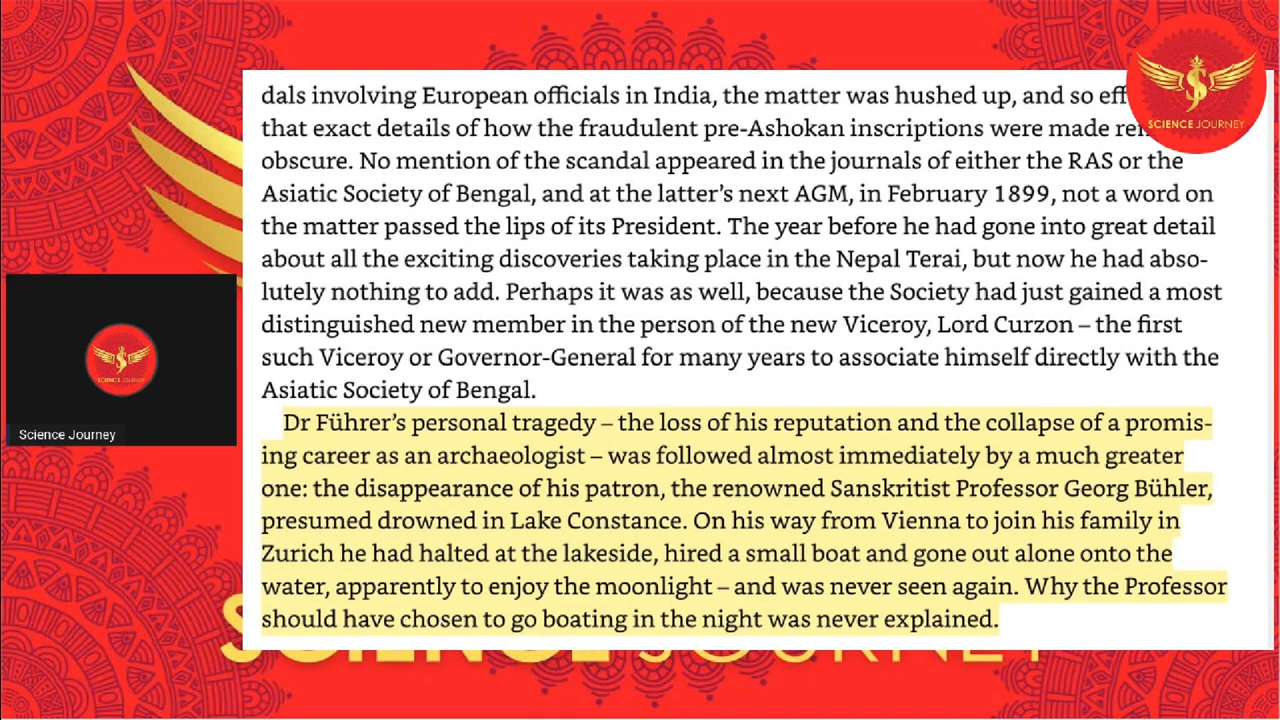 dals involving European officials in India, the matter was hushed up, and so eff
that exact details of how the fraudulent pre-Ashokan inscriptions were made
obscure. No mention of the scandal appeared in the journals of either the RAS or the
Asiatic Society of Bengal, and at the latter’s next AGM, in February 1899, not a word on
the matter passed the lips of its President. The year before he had gone into great detail
about all the exciting discoveries taking place in the Nepal Terai, but now he had abso-
lutely nothing to add. Perhaps it was as well, because the Society had just gained a most
distinguished new member in the person of the new Viceroy, Lord Curzon – the first
such Viceroy or Governor-General for many years to associate himself directly with the
Asiatic Society of Bengal.
Dr Führer’s personal tragedy – the loss of his reputation and the collapse of a promis-
ing career as an archaeologist – was followed almost immediately by a much greater
one: the disappearance of his patron, the renowned Sanskritist Professor Georg Bühler,
presumed drowned in Lake Constance. On his way from Vienna to join his family in
Zurich he had halted at the lakeside, hired a small boat and gone out alone onto the
water, apparently to enjoy the moonlight – and was never seen again. Why the Professor
should have chosen to go boating in the night was never explained.
SCIENCE JOURNEY
SCIENCE JOURNEY
Science Journey
SCIENCE JOURNEY